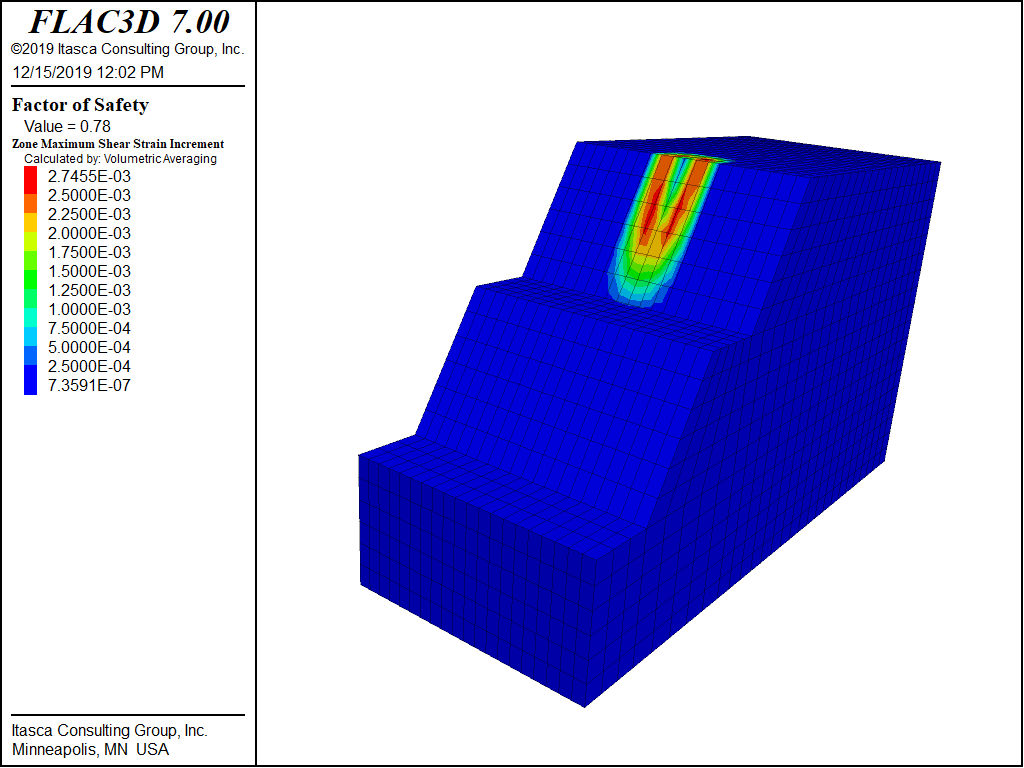 FLAC3D 7.00
©2019 Itasca Consulting Group, Inc.
12/15/2019 12:02 PM
Factor of Safety
Value = 0.78
Zone Maximum Shear Strain Increment
Calculated by: Volumetric Averaging
2.7455E-03
2.5000E-03
2.2500E-03
2.0000E-03
1.7500E-03
1.5000E-03
1.2500E-03
1.0000E-03
7.5000E-04
5.0000E-04
2.5000E-04
7.3591E-07
Itasca Consulting Group, Inc.
Minneapolis, MN  USA